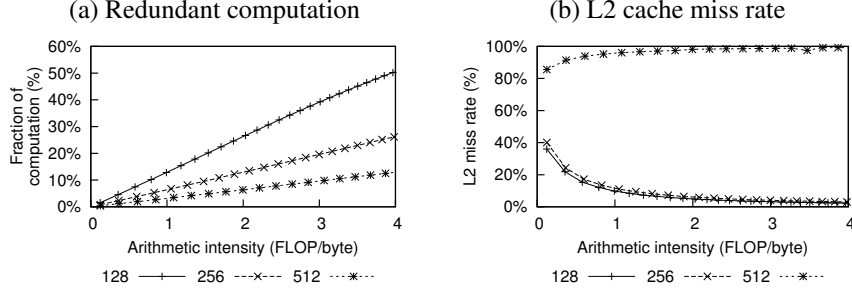 (a) Redundant computation
60%
50%
40%
30%
20%
10%
0%
Fraction of
computation (%)
0 1 2 3 4
Arithmetic intensity (FLOP/byte)
128 256 512
(b) L2 cache miss rate
100%
80%
60%
40%
20%
0%
L2 miss rate (%)
0 1 2 3 4
Arithmetic intensity (FLOP/byte)
128 256 512